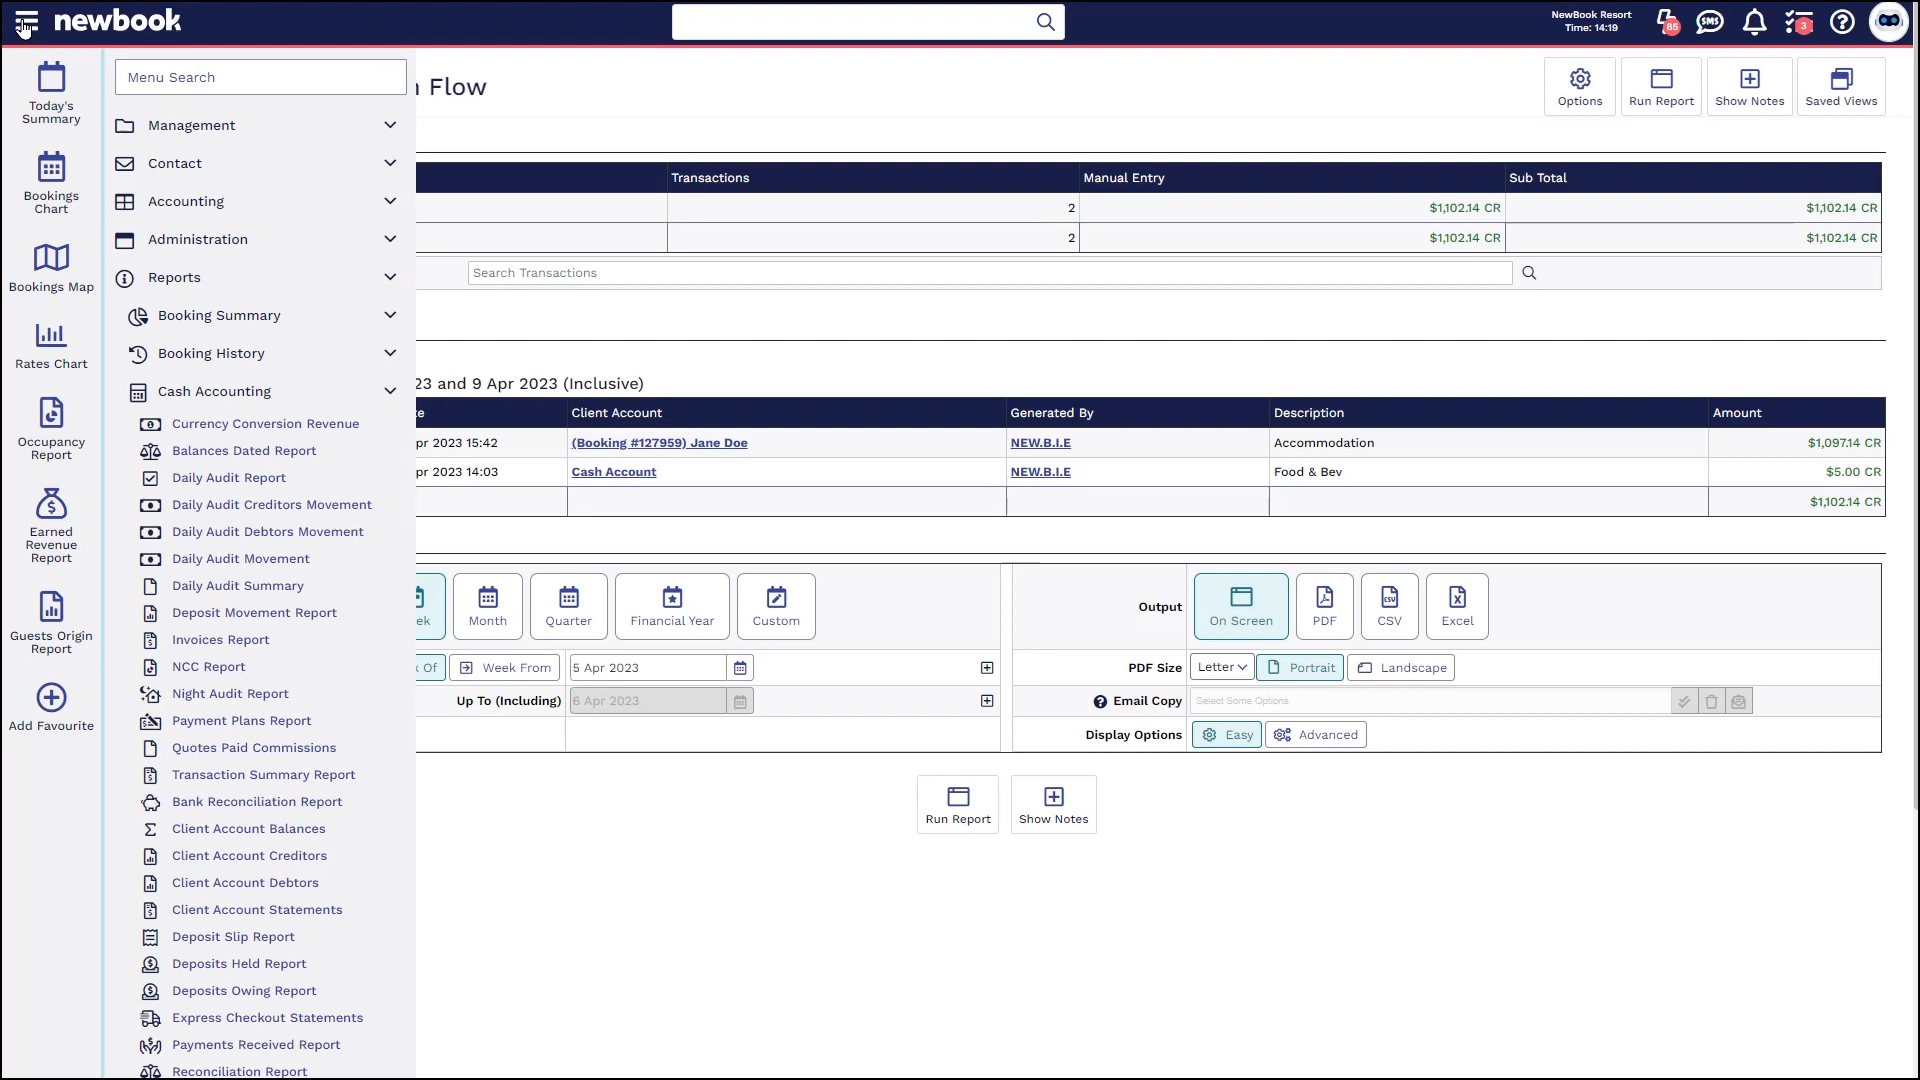 newbook
NewBook Resort
Time: 14:19
85
SMS
3
Today's
Summary
Bookings
Chart
Bookings Map
Rates Chart
Occupancy
Report
Earned
Revenue
Report
Guests Origin
Report
Add Favourite
Menu Search
Management
Contact
Accounting
Administration
Reports
Booking Summary
Booking History
Cash Accounting
Currency Conversion Revenue
Balances Dated Report
Daily Audit Report
Daily Audit Creditors Movement
Daily Audit Debtors Movement
Daily Audit Movement
Daily Audit Summary
Deposit Movement Report
Invoices Report
NCC Report
Night Audit Report
Payment Plans Report
Quotes Paid Commissions
Transaction Summary Report
Bank Reconciliation Report
Client Account Balances
Client Account Creditors
Client Account Debtors
Client Account Statements
Deposit Slip Report
Deposits Held Report
Deposits Owing Report
Express Checkout Statements
Payments Received Report
Reconciliation Report
Flow
Options
Run Report
Show Notes
Saved Views
Transactions Manual Entry Sub Total
2 $1,102.14 CR $1,102.14 CR
2 $1,102.14 CR $1,102.14 CR
Search Transactions
23 and 9 Apr 2023 (Inclusive)
te Client Account Generated By Description Amount
pr 2023 15:42 (Booking #127959) Jane Doe NEW.B.I.E Accommodation $1,097.14 CR
pr 2023 14:03 Cash Account NEW.B.I.E Food & Bev $5.00 CR
$1,102.14 CR
ek Month Quarter Financial Year Custom
k Of Week From 5 Apr 2023
Up To (Including) 6 Apr 2023
Output On Screen PDF CSV Excel
PDF Size Letter Portrait Landscape
Email Copy Select Some Options
Display Options Easy Advanced
Run Report Show Notes